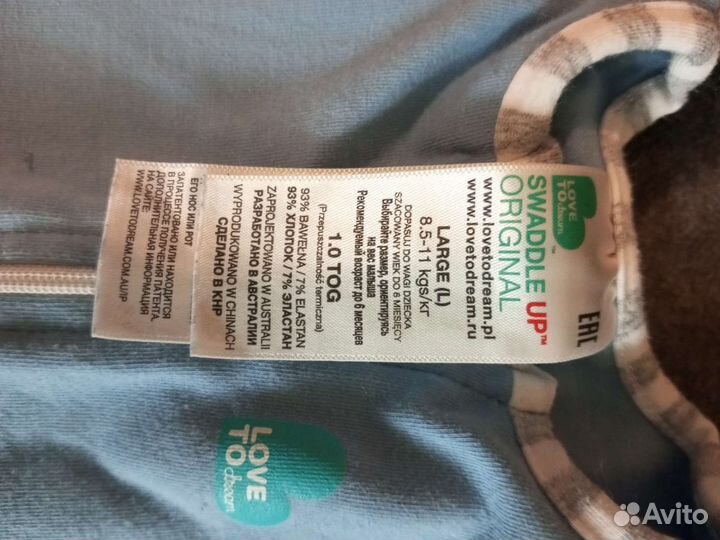 LOVE
TO dream
SWADDLE UP™
ORIGINAL
EAC
www.lovetodream.pl
www.lovetodream.ru
LARGE (L)
8.5-11 kgs/кг
DOPASUJ DO WAGI DZIECKA
SZACOWANY WIEK DO 6 MIESIĘCY
Выбирайте размер, ориентируясь
на вес малыша
Рекомендуемый возраст до 6 месяцев
1.0 TOG
(Przepuszczalność termiczna)
93% BAWEŁNA / 7% ELASTAN
93% ХЛОПОК / 7% ЭЛАСТАН
ZAPROJEKTOWANO W AUSTRALII
РАЗРАБОТАНО В АВСТРАЛИИ
WYPRODUKOWANO W CHINACH
СДЕЛАНО В КНР
ЕГО НОС ИЛИ РОТ
ЗАПАТЕНТОВАНО ИЛИ НАХОДИТСЯ
В ПРОЦЕССЕ ПОЛУЧЕНИЯ ПАТЕНТА.
ДОПОЛНИТЕЛЬНАЯ ИНФОРМАЦИЯ
НА САЙТЕ:
WWW.LOVETODREAM.COM.AU/IP
LOVE
TO dream
Avito